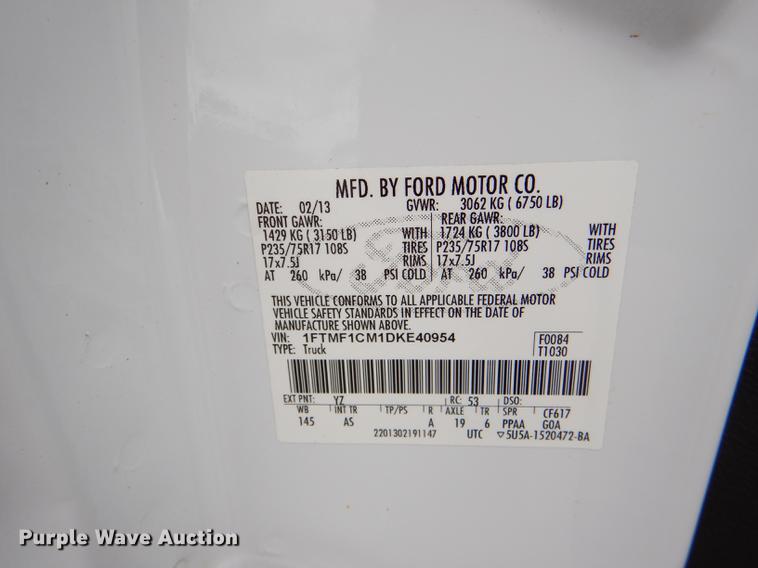 MFD. BY FORD MOTOR CO.
DATE: 02/13 GVWR: 3062 KG ( 6750 LB)
FRONT GAWR: REAR GAWR:
1429 KG ( 3150 LB) WITH 1724 KG ( 3800 LB) WITH
P235/75R17 108S TIRES P235/75R17 108S TIRES
17x7.5J RIMS 17x7.5J RIMS
AT 260 kPa/ 38 PSI COLD AT 260 kPa/ 38 PSI COLD
THIS VEHICLE CONFORMS TO ALL APPLICABLE FEDERAL MOTOR
VEHICLE SAFETY STANDARDS IN EFFECT ON THE DATE OF
MANUFACTURE SHOWN ABOVE.
VIN: 1FTMF1CM1DKE40954 F0084
TYPE: Truck T1030
EXT PNT: YZ RC: 53 DSO:
WB INT TR TP/PS R AXLE TR SPR CF617
145 AS A 19 6 PPAA GOA
2201302191147 UTC ▽5U5A-1520472-BA
Purple Wave Auction